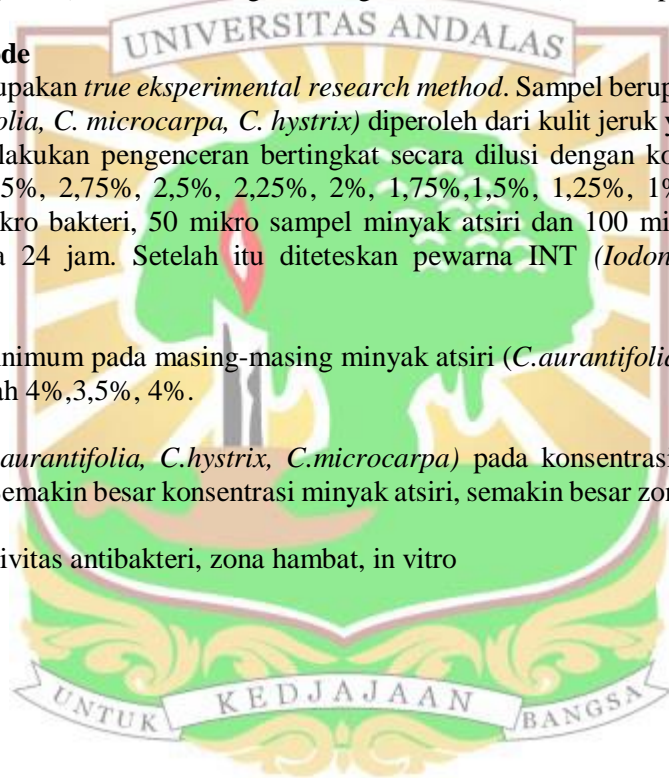 UNIVERSITAS ANDALAS
ode
upakan true eksperimental research method. Sampel berup
olia, C. microcarpa, C. hystrix) diperoleh dari kulit jeruk y
lakukan pengenceran bertingkat secara dilusi dengan ko
5%, 2,75%, 2,5%, 2,25%, 2%, 1,75%,1,5%, 1,25%, 1%
kro bakteri, 50 mikro sampel minyak atsiri dan 100 mi
a 24 jam. Setelah itu diteteskan pewarna INT (Iodon
nimum pada masing-masing minyak atsiri (C.aurantifolia
ah 4%,3,5%, 4%.
aurantifolia, C.hystrix, C.microcarpa) pada konsentrasi
Semakin besar konsentrasi minyak atsiri, semakin besar zon
ivitas antibakteri, zona hambat, in vitro
UNTUK KEDJAJAAN BANGSA